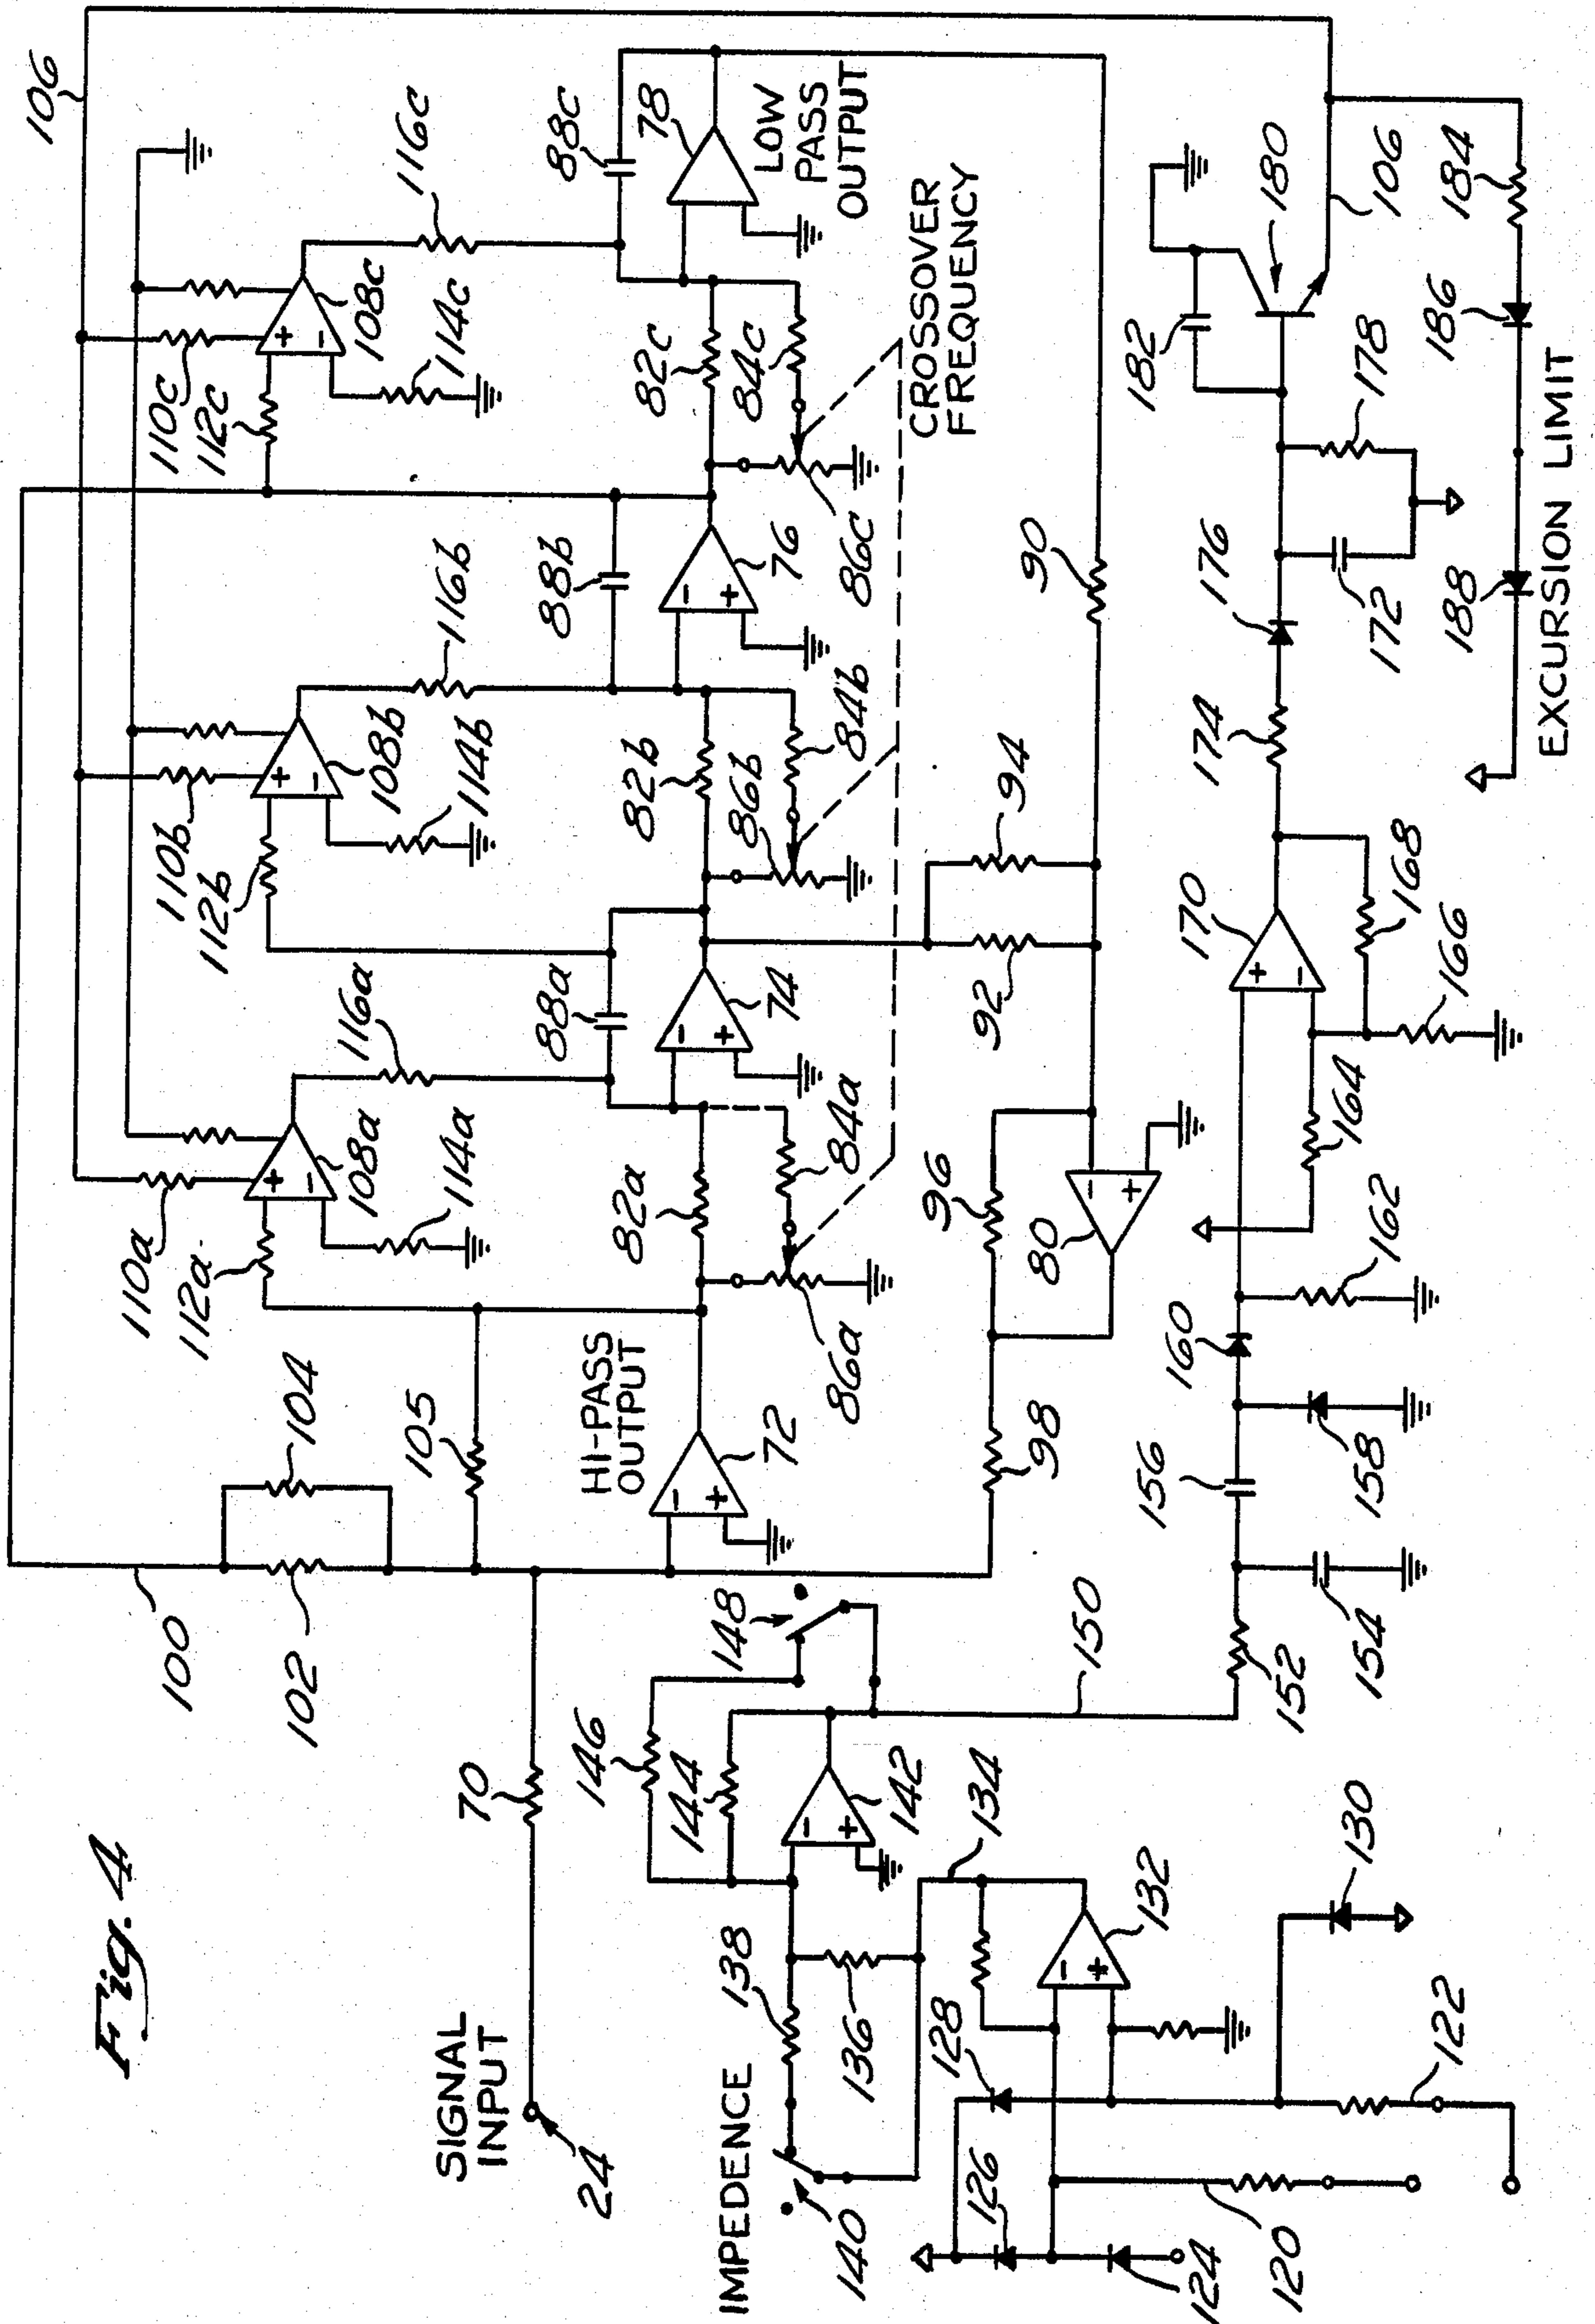 Fig. 4
106
116c
88c
78
LOW
PASS
OUTPUT
110c
112c
108c
114c
82c
84c
CROSSOVER
FREQUENCY
182
180
106
184
178
186
EXCURSION LIMIT
116b
88b
76
86c
90
176
172
188
110b
112b
108b
114b
82b
86b
84b
94
174
116a
88a
74
92
170
168
166
110a
112a
108a
114a
82a
84a
96
80
164
162
104
105
HI-PASS
OUTPUT
72
86a
98
160
156
158
100
102
148
150
152
154
70
146
144
142
134
130
SIGNAL
INPUT
24
138
136
132
128
122
IMPEDENCE
140
126
124
120